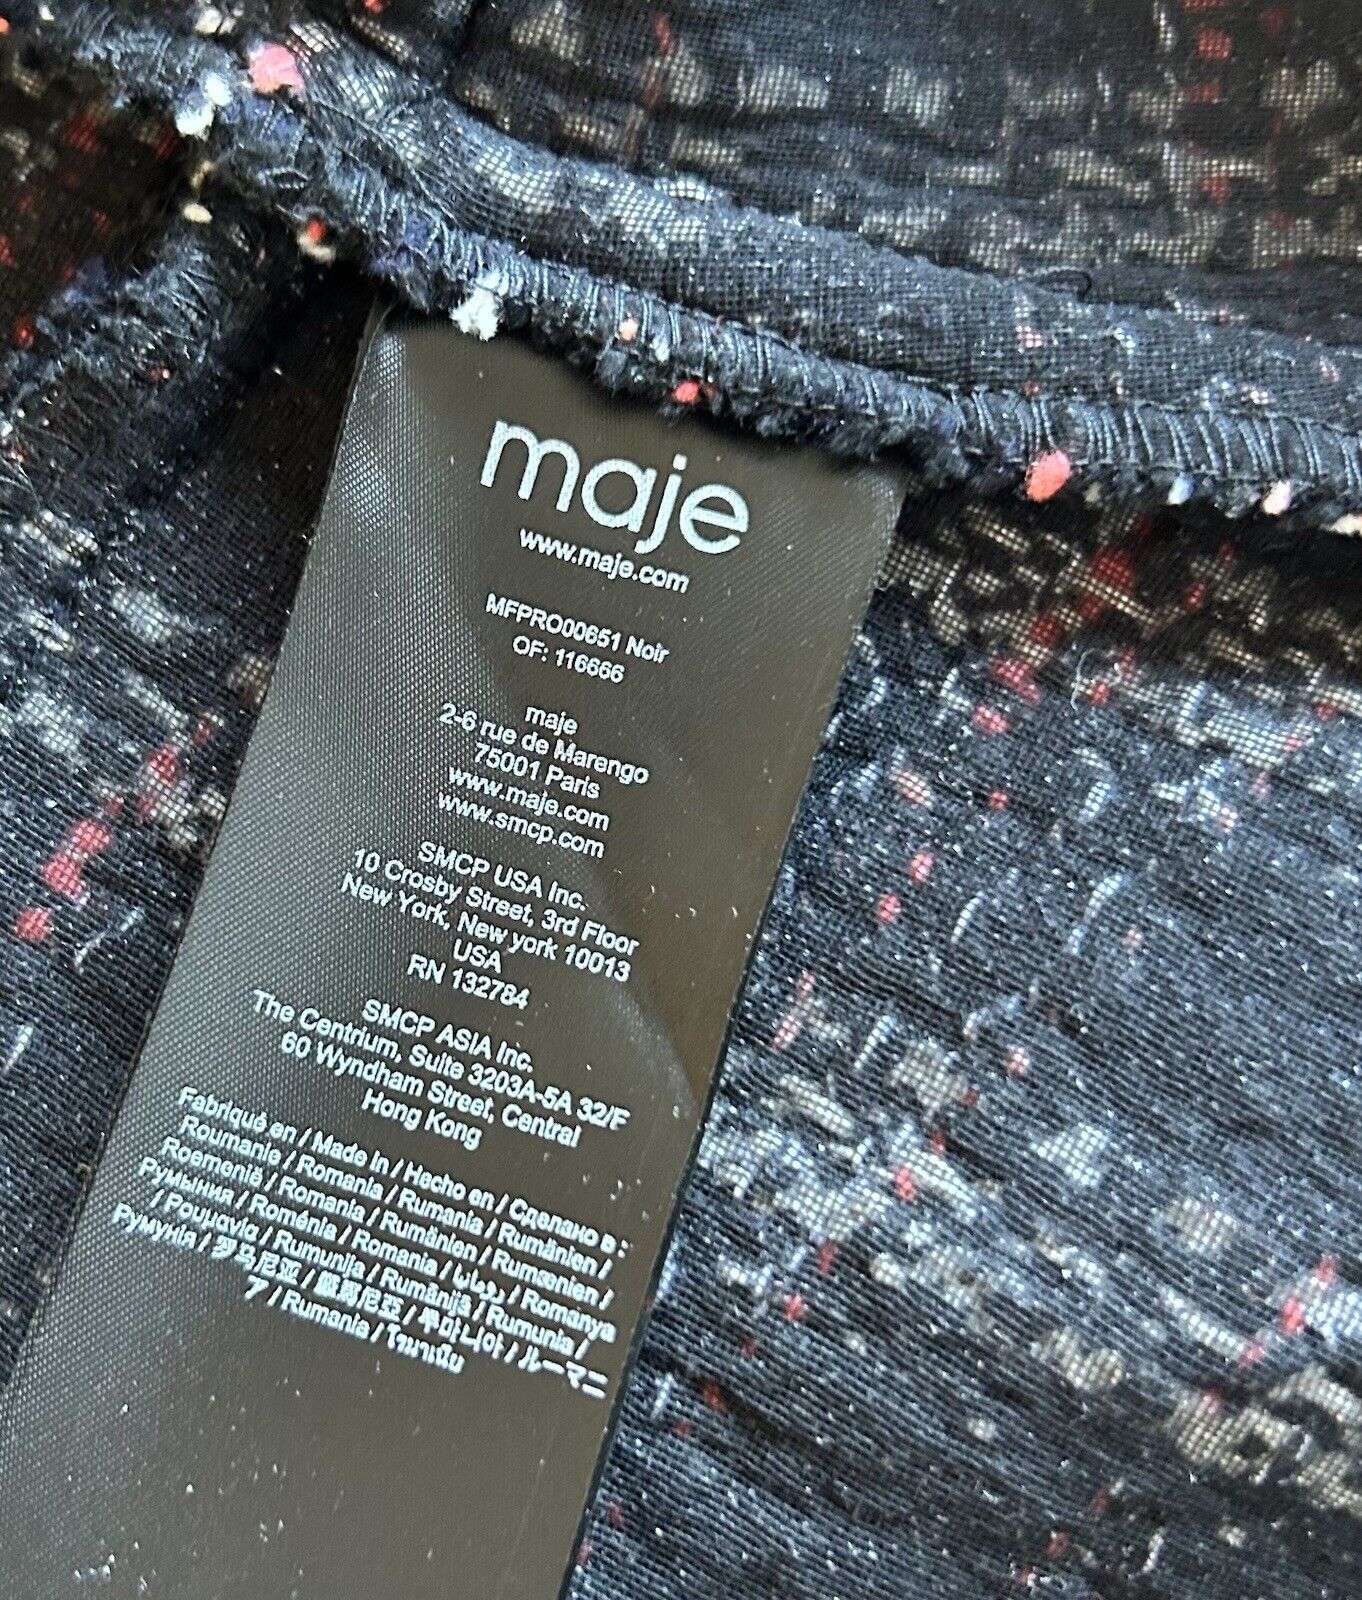 maje
www.maje.com
MFPRO00651 Noir
OF: 116666
maje
2-6 rue de Marengo
75001 Paris
www.maje.com
www.smcp.com
SMCP USA Inc.
10 Crosby Street, 3rd Floor
New York, New york 10013
USA
RN 132784
SMCP ASIA Inc.
The Centrium, Suite 3203A-5A 32/F
60 Wyndham Street, Central
Hong Kong
Fabriqué en / Made in / Hecho en / Сделано в :
Roumanie / Romania / Rumania / Rumänien /
Roemenië / Romania / Rumänien / Rumænien /
Румыния / Roménia / Romania / رومانيا / Romanya
/ Ρουμανία / Rumunija / Rumānija / Rumunia /
Румунія / 罗马尼亚 / 羅馬尼亞 / 루마니아 / ルーマニ
ア / Rumania / โรมาเนีย